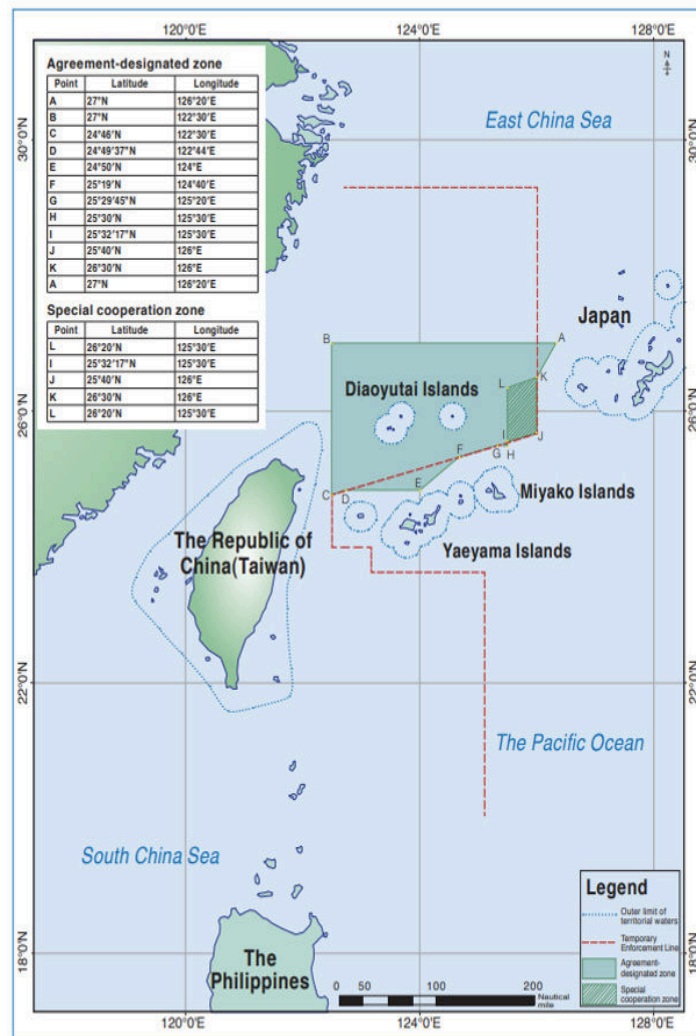 120°0'E 124°0'E 128°0'E
N
Agreement-designated zone
Point Latitude Longitude
A 27°N 126°20'E
B 27°N 122°30'E
C 24°46'N 122°30'E
D 24°49'37"N 122°44'E
E 24°50'N 124°E
F 25°19'N 124°40'E
G 25°29'45"N 125°20'E
H 25°30'N 125°30'E
I 25°32'17"N 125°30'E
J 25°40'N 126°E
K 26°30'N 126°E
A 27°N 126°20'E
Special cooperation zone
Point Latitude Longitude
L 26°20'N 125°30'E
I 25°32'17"N 125°30'E
J 25°40'N 126°E
K 26°30'N 126°E
L 26°20'N 125°30'E
East China Sea
30°0'N 30°0'N
Japan
B A
K
L
Diaoyutai Islands
26°0'N 26°0'N
I J
G H
F
E
C D
Miyako Islands
Yaeyama Islands
The Republic of
China(Taiwan)
22°0'N 22°0'N
The Pacific Ocean
South China Sea
The
Philippines
18°0'N 18°0'N
Legend
Outer limit of
territorial waters
Temporary
Enforcement Line
Agreement-
designated zone
Special
cooperation zone
0 50 100 200
Nautical
mile
120°0'E 124°0'E 128°0'E